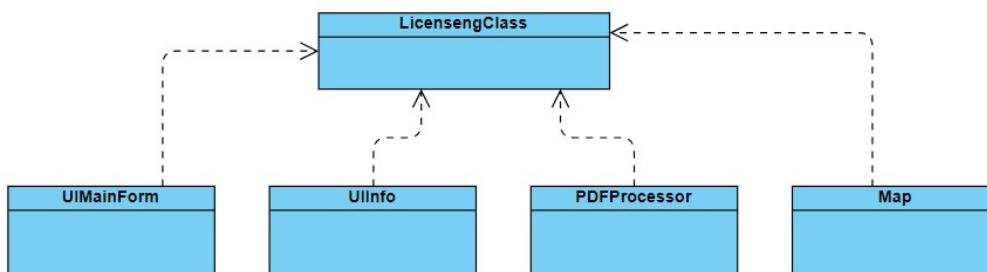 LicensengClass
UIMainForm
UIInfo
PDFProcessor
Map